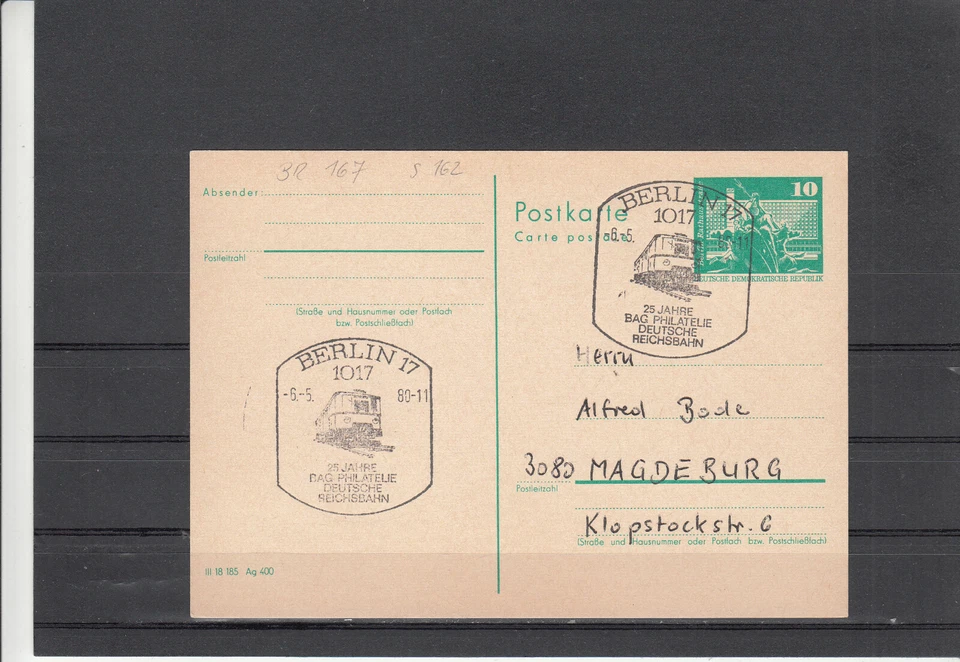 3R 167 S 162
Absender:
Postleitzahl
(Straße und Hausnummer oder Postfach
bzw. Postschließfach)
BERLIN 17
1017
-6.-5. 80-11
25 JAHRE
BAG PHILATELIE
DEUTSCHE
REICHSBAHN
III 18 185 Ag 400
Postkarte
Carte postale
10
DEUTSCHE DEMOKRATISCHE REPUBLIK
BERLIN 17
1017
-6.-5. 80-11
25 JAHRE
BAG PHILATELIE
DEUTSCHE
REICHSBAHN
Herrn
Alfred Bode
3080 MAGDEBURG
Postleitzahl
Klopstockstr. 6
(Straße und Hausnummer oder Postfach bzw. Postschließfach)